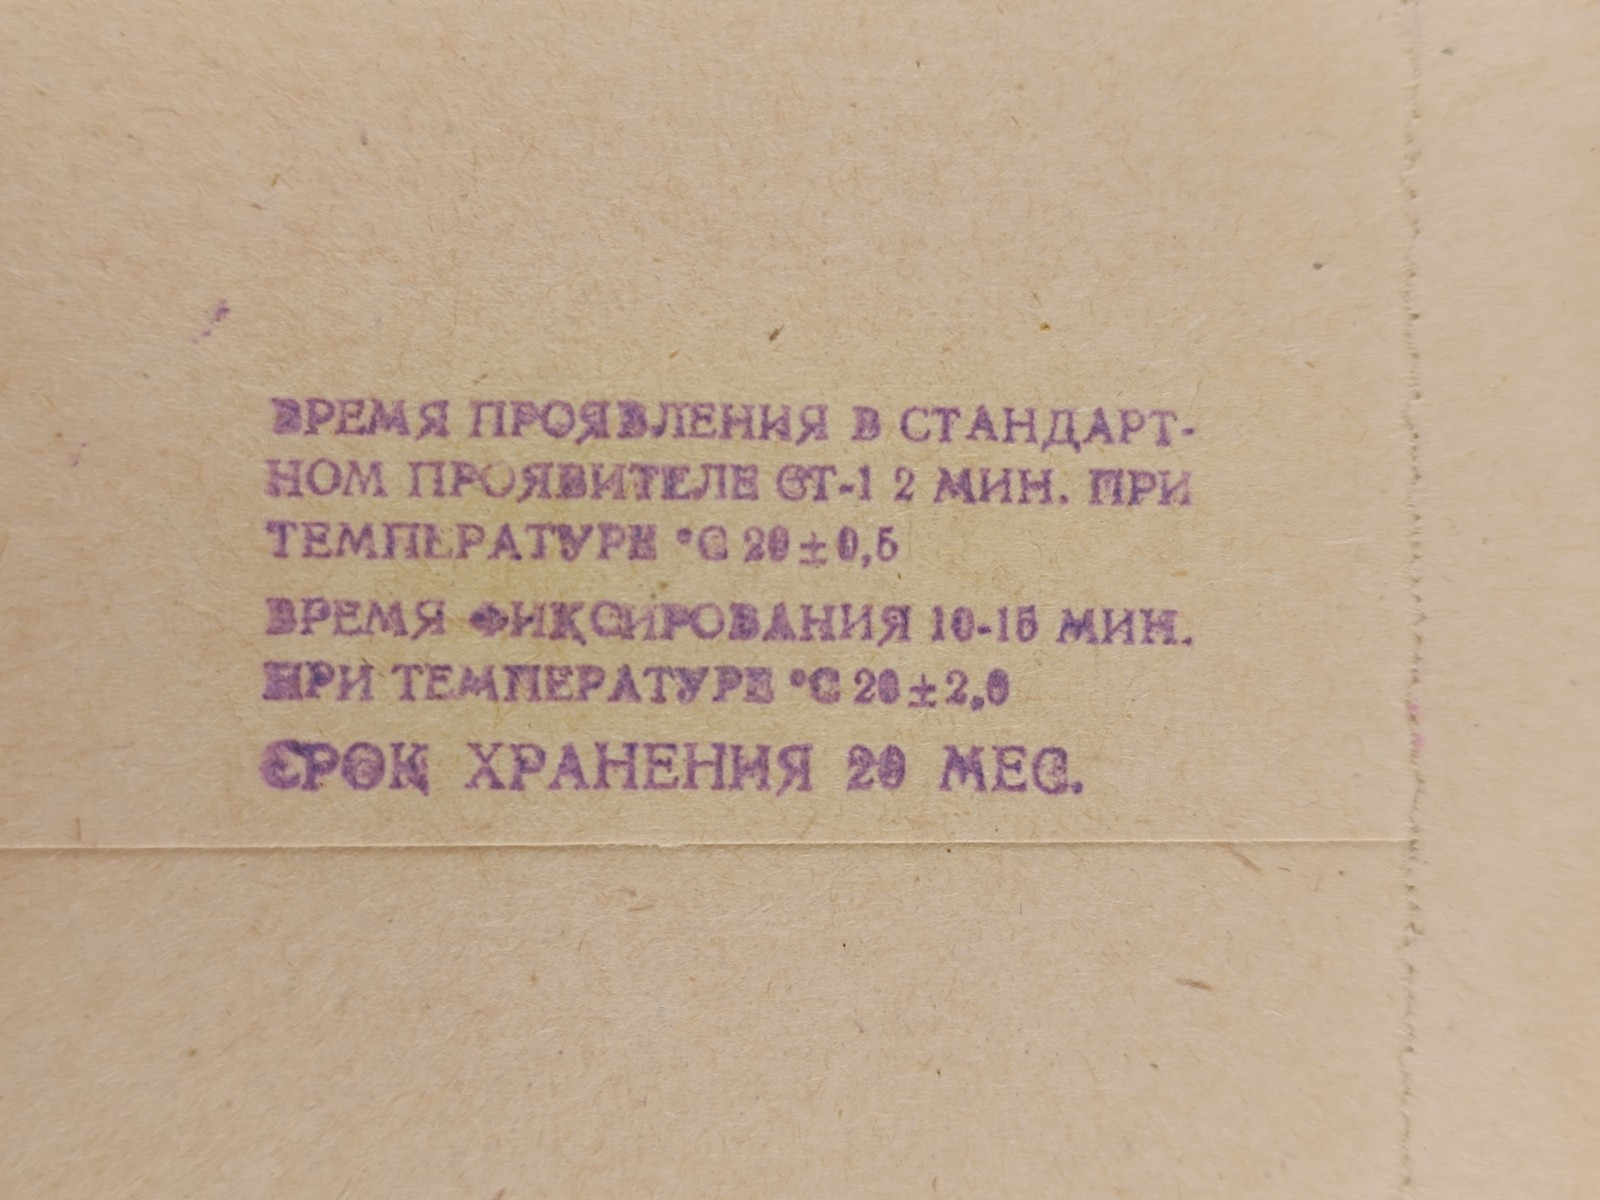 ВРЕМЯ ПРОЯВЛЕНИЯ В СТАНДАРТ-
НОМ ПРОЯВИТЕЛЕ СТ-1 2 МИН. ПРИ
ТЕМПЕРАТУРЕ °С 20±0,5
ВРЕМЯ ФИКСИРОВАНИЯ 10-15 МИН.
ПРИ ТЕМПЕРАТУРЕ °С 20±2,0
СРОК ХРАНЕНИЯ 20 МЕС.